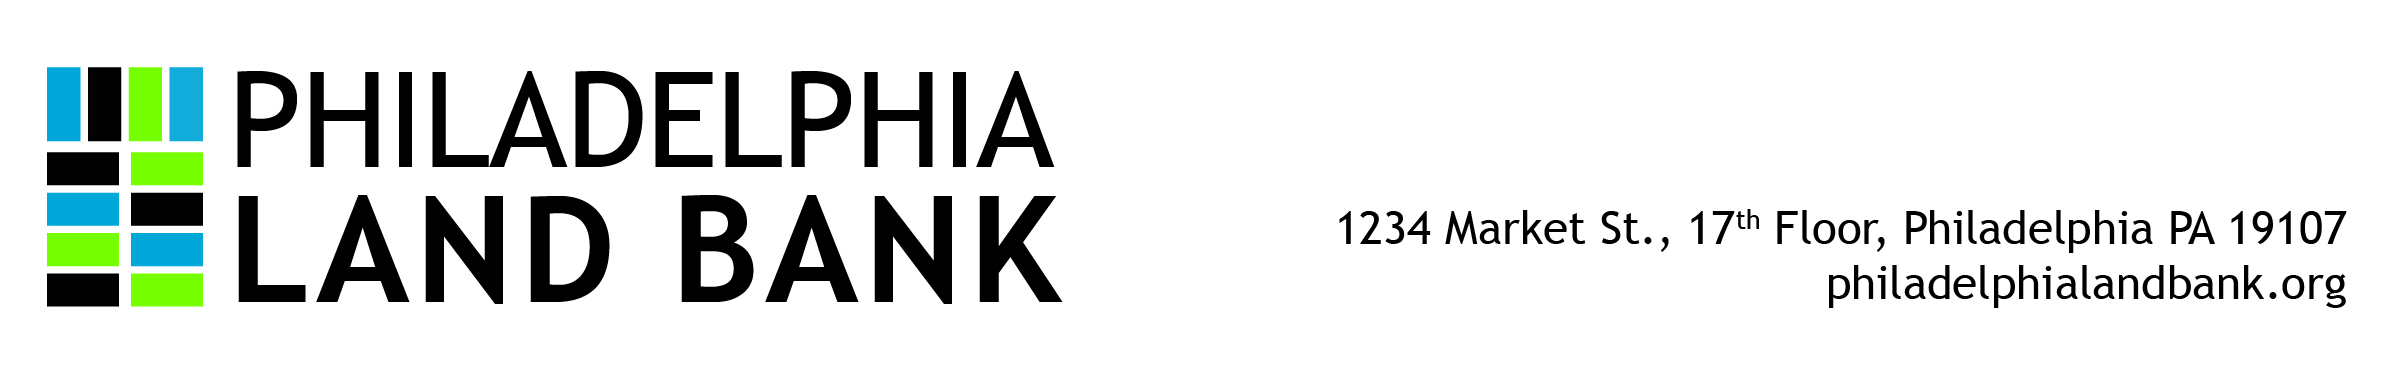 PHILADELPHIA
LAND BANK
1234 Market St., 17th Floor, Philadelphia PA 19107
philadelphialandbank.org